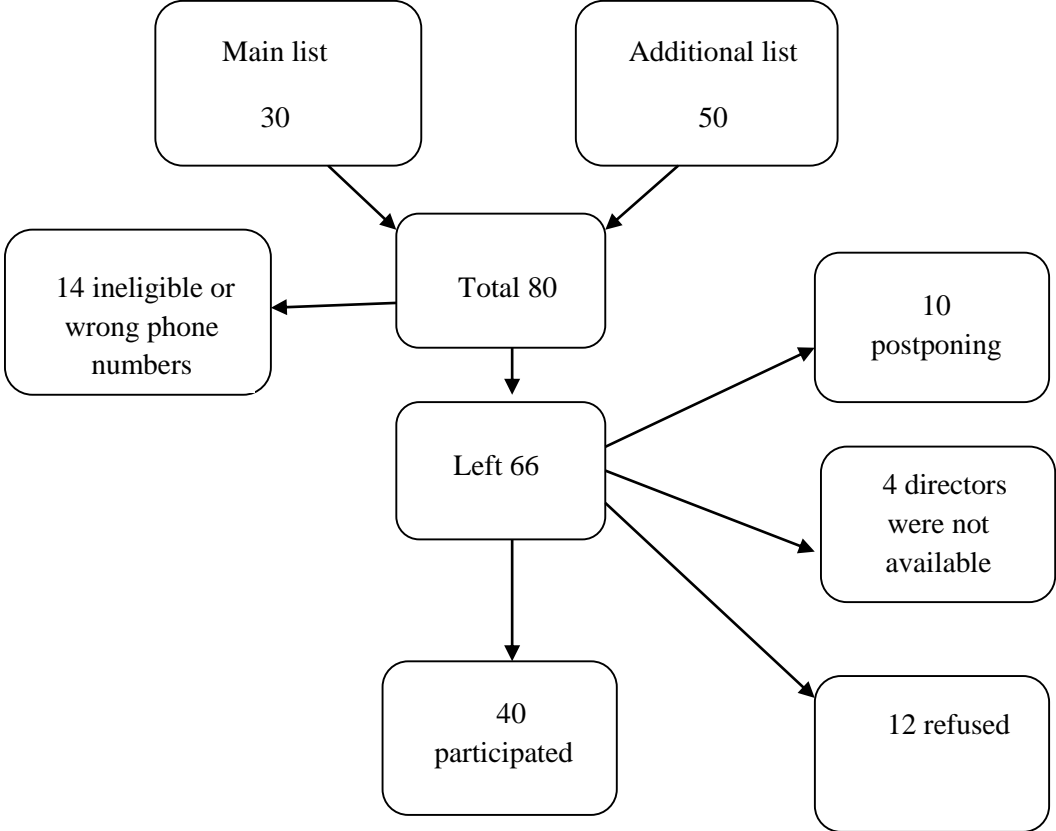 Main list
30
Additional list
50
Total 80
14 ineligible or
wrong phone
numbers
10
postponing
Left 66
4 directors
were not
available
40
participated
12 refused